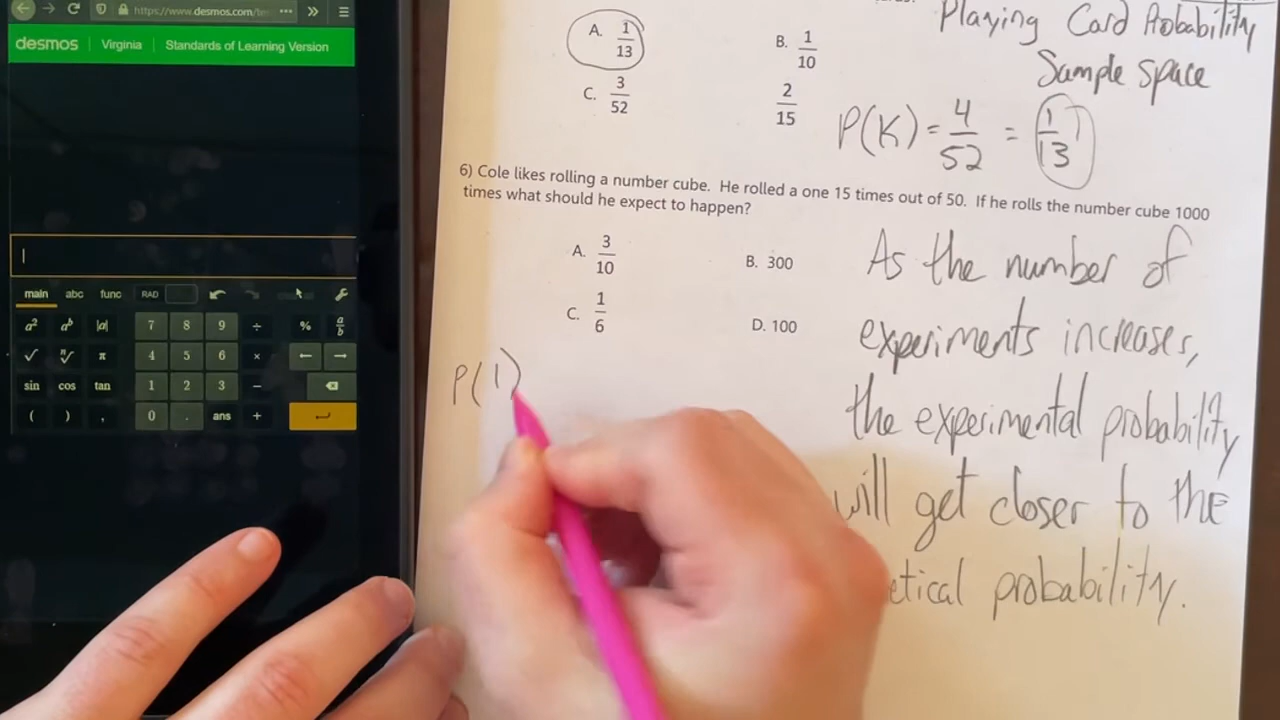 https://www.desmos.com/
desmos Virginia Standards of Learning Version
main abc func RAD
a² aᵇ |a| 7 8 9 ÷ % a/b
√ ⁿ√ π 4 5 6 × ← →
sin cos tan 1 2 3 −
( ) , 0 . ans +
A. 1/13 B. 1/10
C. 3/52 2/15
Playing Card Probability
Sample space
P(K) = 4/52 = 1/13
6) Cole likes rolling a number cube. He rolled a one 15 times out of 50. If he rolls the number cube 1000
times what should he expect to happen?
A. 3/10 B. 300
C. 1/6 D. 100
P(1)
As the number of
experiments increases,
the experimental probability
will get closer to the
etical probability.